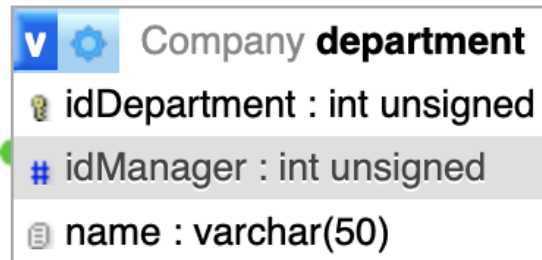 v Company department
idDepartment : int unsigned
# idManager : int unsigned
name : varchar(50)